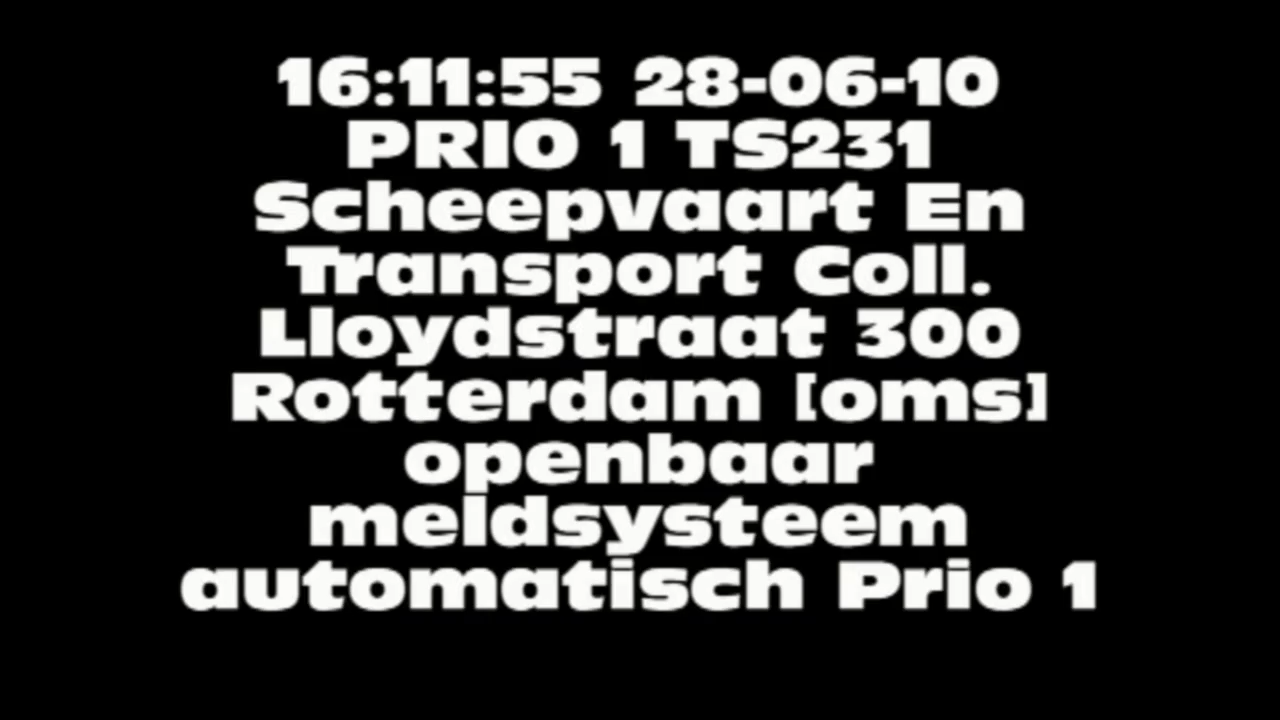 16:11:55 28-06-10
PRIO 1 TS231
Scheepvaart En
Transport Coll.
Lloydstraat 300
Rotterdam [oms]
openbaar
meldsysteem
automatisch Prio 1